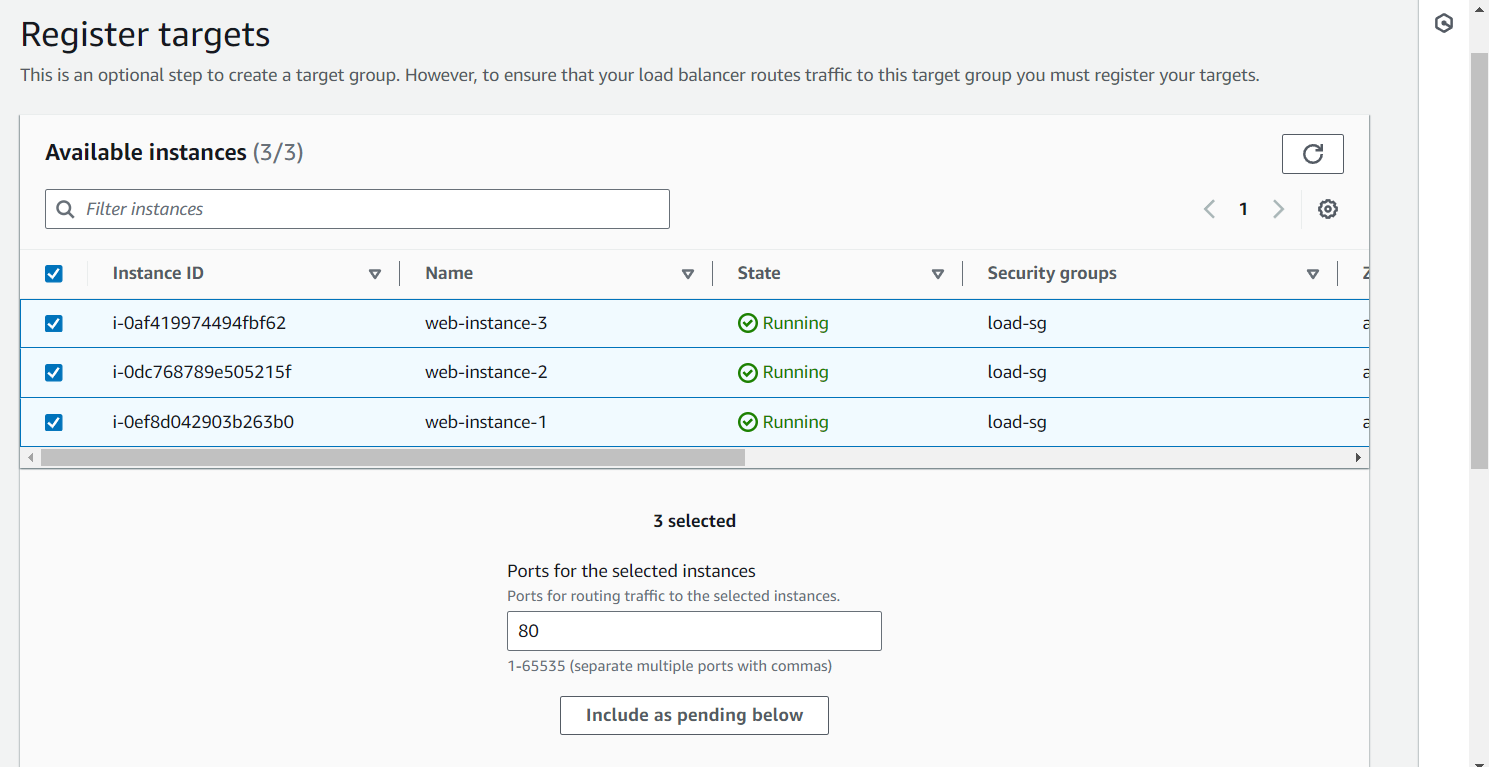 Register targets
This is an optional step to create a target group. However, to ensure that your load balancer routes traffic to this target group you must register your targets.
Available instances (3/3)
Filter instances
1
Instance ID Name State Security groups
i-0af419974494fbf62 web-instance-3 Running load-sg
i-0dc768789e505215f web-instance-2 Running load-sg
i-0ef8d042903b263b0 web-instance-1 Running load-sg
3 selected
Ports for the selected instances
Ports for routing traffic to the selected instances.
80
1-65535 (separate multiple ports with commas)
Include as pending below